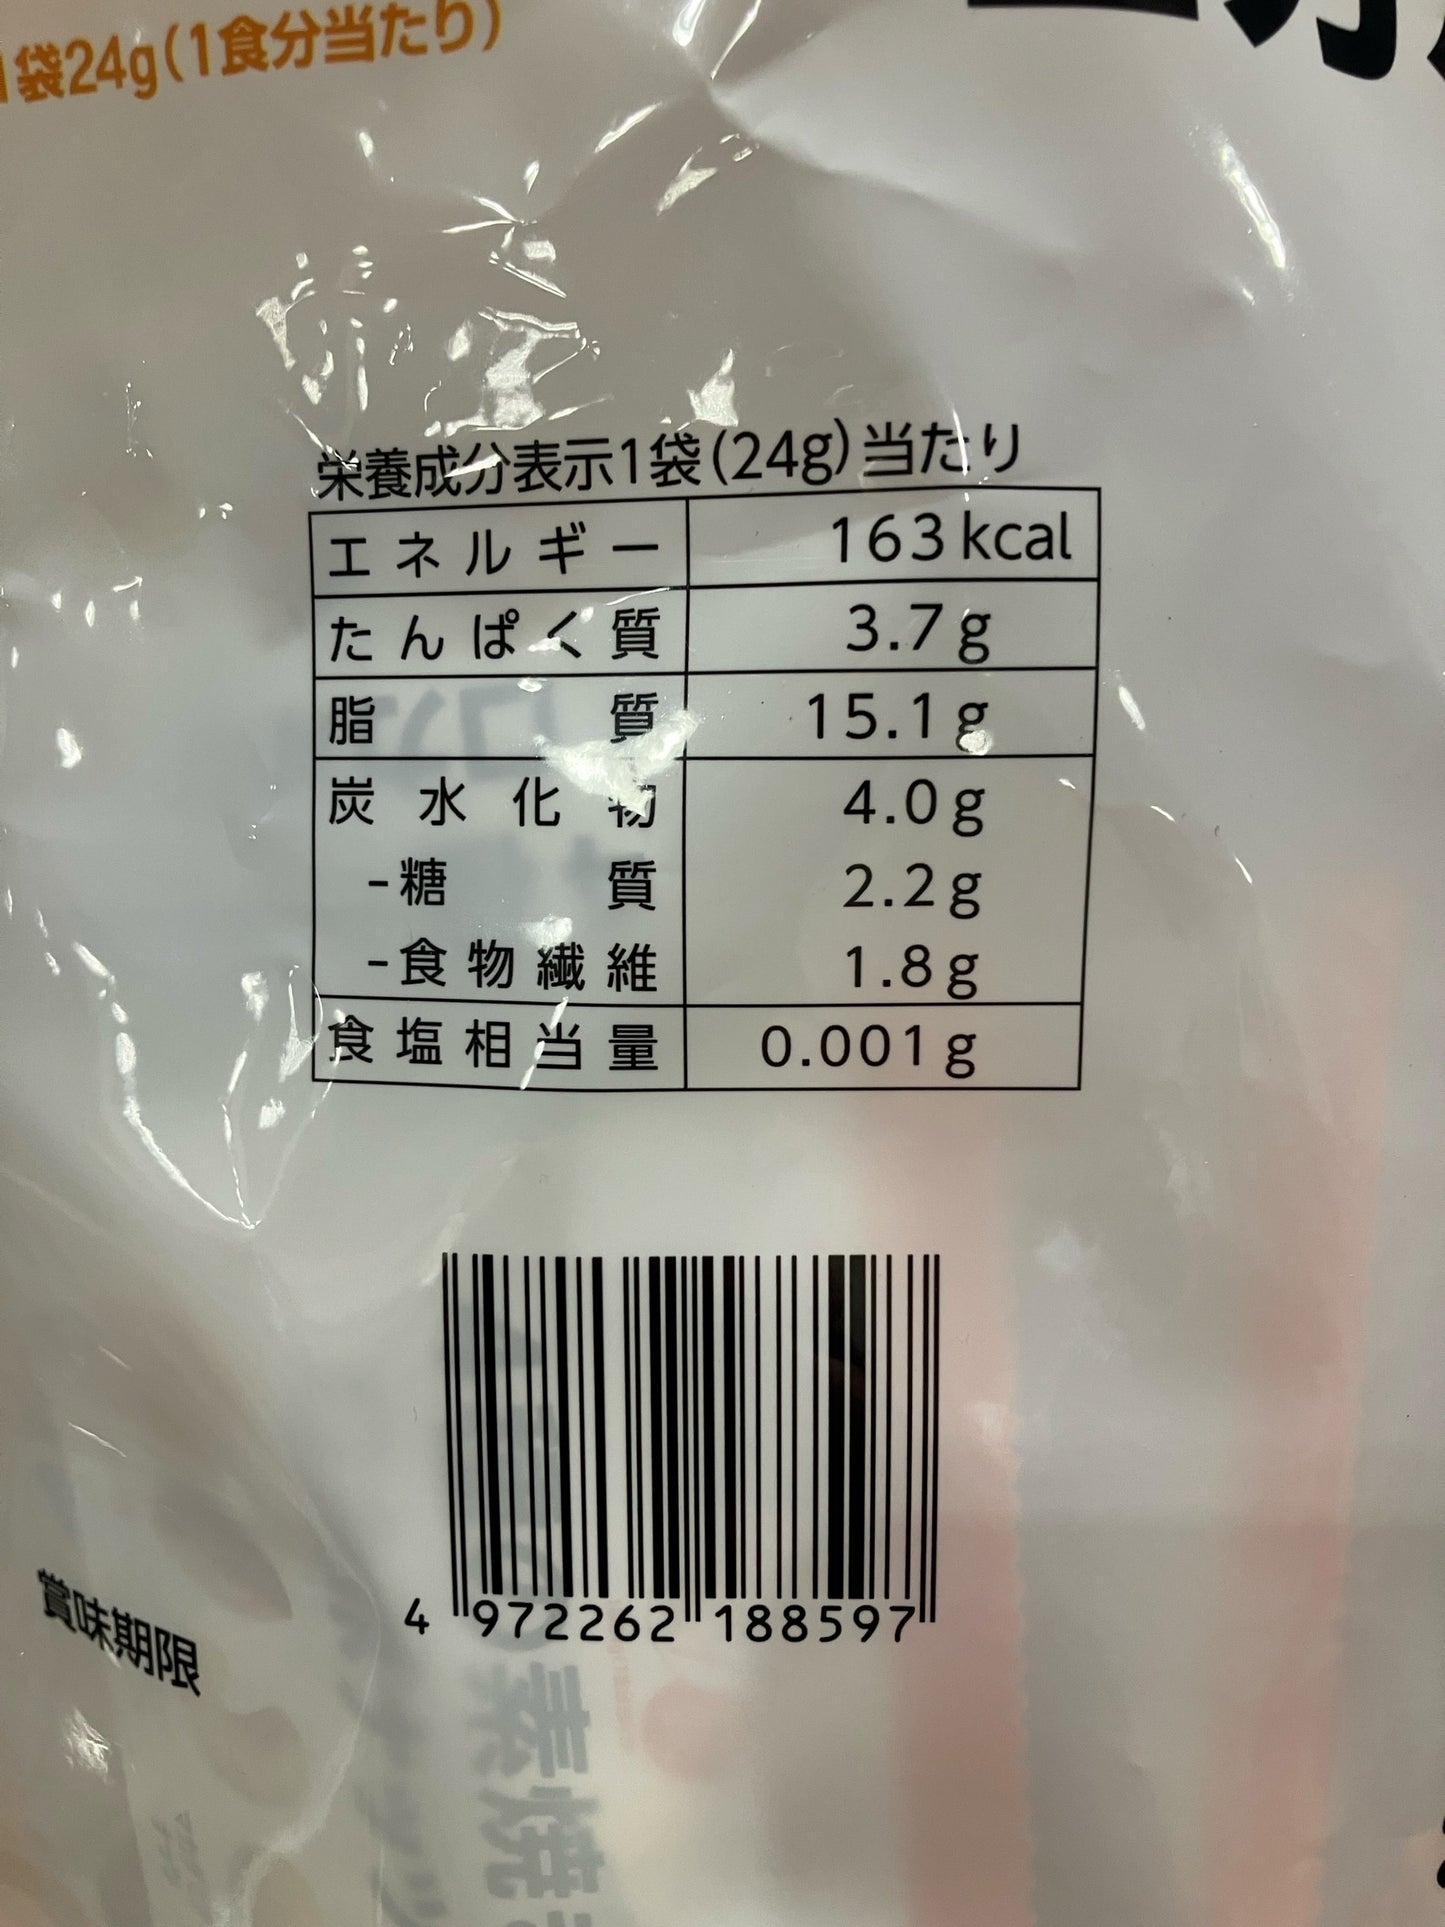 1袋24g(1食分当たり)
栄養成分表示1袋(24g)当たり
エネルギー 163kcal
たんぱく質 3.7g
脂質 15.1g
炭水化物 4.0g
-糖質 2.2g
-食物繊維 1.8g
食塩相当量 0.001g
4 972262 188597
賞味期限
素焼